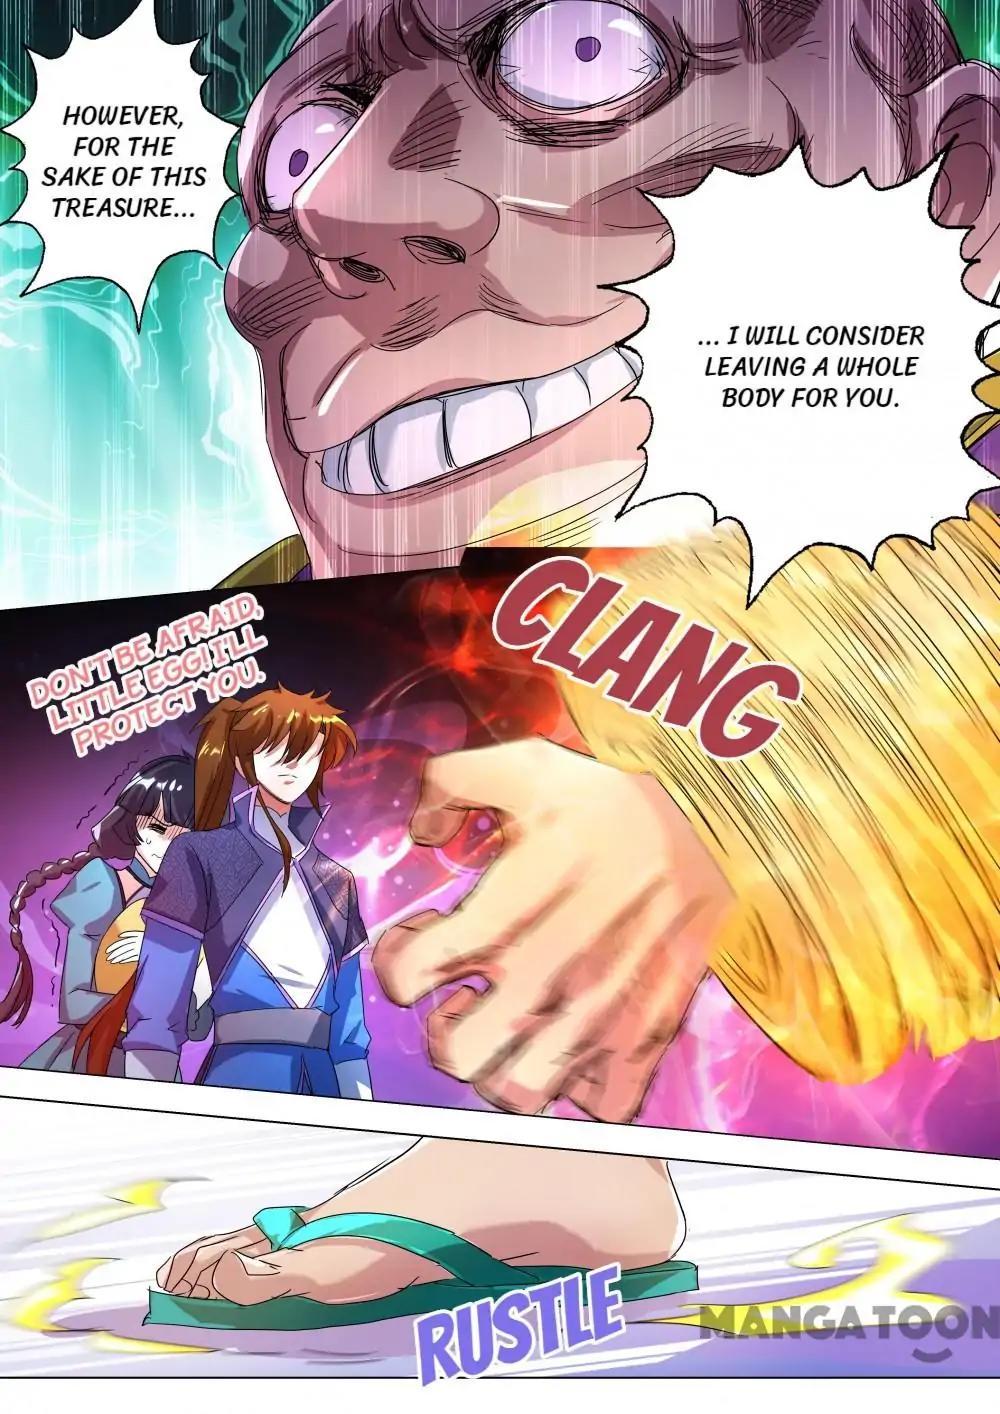 HOWEVER,
FOR THE
SAKE OF THIS
TREASURE...
... I WILL CONSIDER
LEAVING A WHOLE
BODY FOR YOU.
CLANG
DON'T BE AFRAID,
LITTLE EGG! I'LL
PROTECT YOU.
RUSTLE
MANGATOON